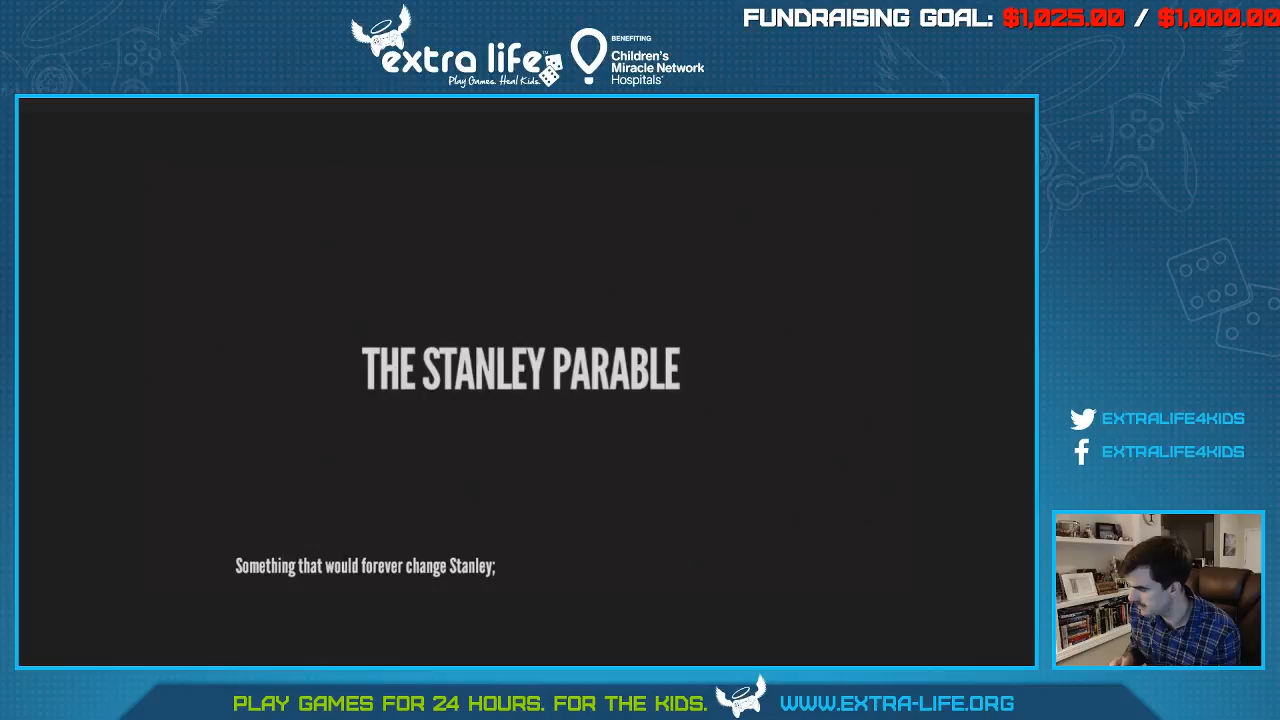 FUNDRAISING GOAL: $1,025.00 / $1,000.00
extra life
Play Games. Heal Kids.
BENEFITING
Children's
Miracle Network
Hospitals
THE STANLEY PARABLE
Something that would forever change Stanley;
EXTRALIFE4KIDS
EXTRALIFE4KIDS
PLAY GAMES FOR 24 HOURS. FOR THE KIDS. WWW.EXTRA-LIFE.ORG